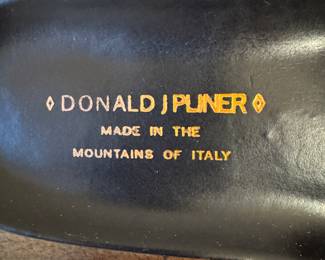 ◊ DONALD J PLINER ◊
MADE IN THE
MOUNTAINS OF ITALY